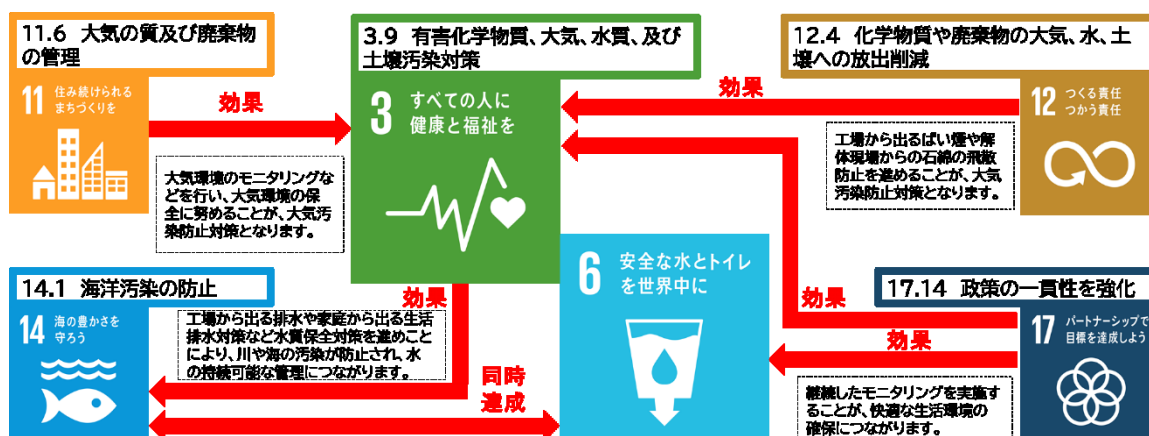 11.6 大気の質及び廃棄物
の管理
11 住み続けられる
まちづくりを
効果
大気環境のモニタリングな
どを行い、大気環境の保
全に努めることが、大気汚
染防止対策となります。
3.9 有害化学物質、大気、水質、及び
土壌汚染対策
3 すべての人に
健康と福祉を
12.4 化学物質や廃棄物の大気、水、土
壌への放出削減
効果
12 つくる責任
つかう責任
工場から出るばい煙や解
体現場からの石綿の飛散
防止を進めることが、大気
汚染防止対策となります。
14.1 海洋汚染の防止
14 海の豊かさを
守ろう
効果
工場から出る排水や家庭から出る生活
排水対策など水質保全対策を進めこと
により、川や海の汚染が防止され、水
の持続可能な管理につながります。
同時
達成
6 安全な水とトイレ
を世界中に
効果
17.14 政策の一貫性を強化
17 パートナーシップで
目標を達成しよう
効果
継続したモニタリングを実施す
ることが、快適な生活環境の
確保につながります。